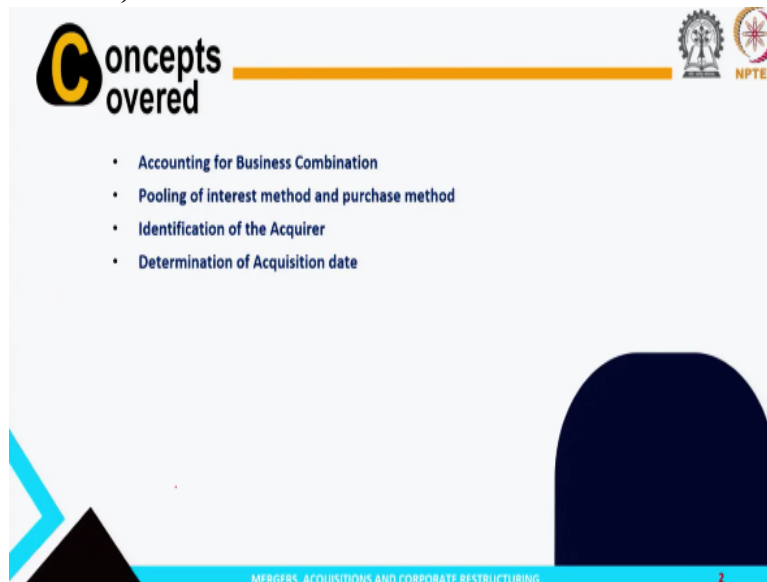 Concepts
Covered
NPTE
• Accounting for Business Combination
• Pooling of interest method and purchase method
• Identification of the Acquirer
• Determination of Acquisition date
MERGERS, ACQUISITIONS AND CORPORATE RESTRUCTURING
2